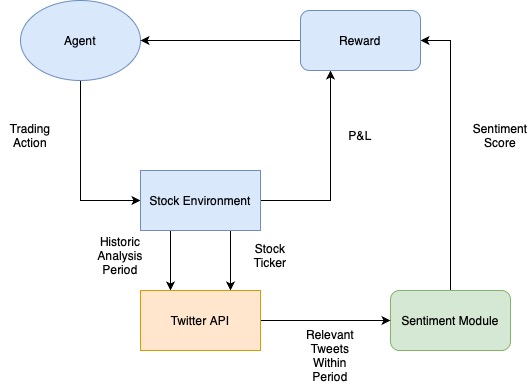 Agent
Reward
Trading
Action
P&L
Sentiment
Score
Stock Environment
Historic
Analysis
Period
Stock
Ticker
Twitter API
Relevant
Tweets
Within
Period
Sentiment Module